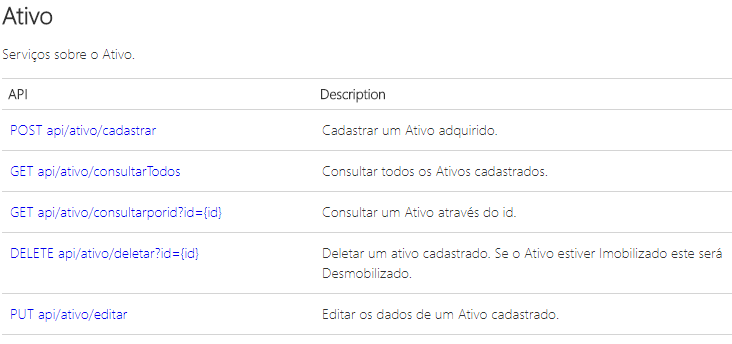 Ativo
Serviços sobre o Ativo.
API Description
POST api/ativo/cadastrar Cadastrar um Ativo adquirido.
GET api/ativo/consultarTodos Consultar todos os Ativos cadastrados.
GET api/ativo/consultarporid?id={id} Consultar um Ativo através do id.
DELETE api/ativo/deletar?id={id} Deletar um ativo cadastrado. Se o Ativo estiver Imobilizado este será
Desmobilizado.
PUT api/ativo/editar Editar os dados de um Ativo cadastrado.